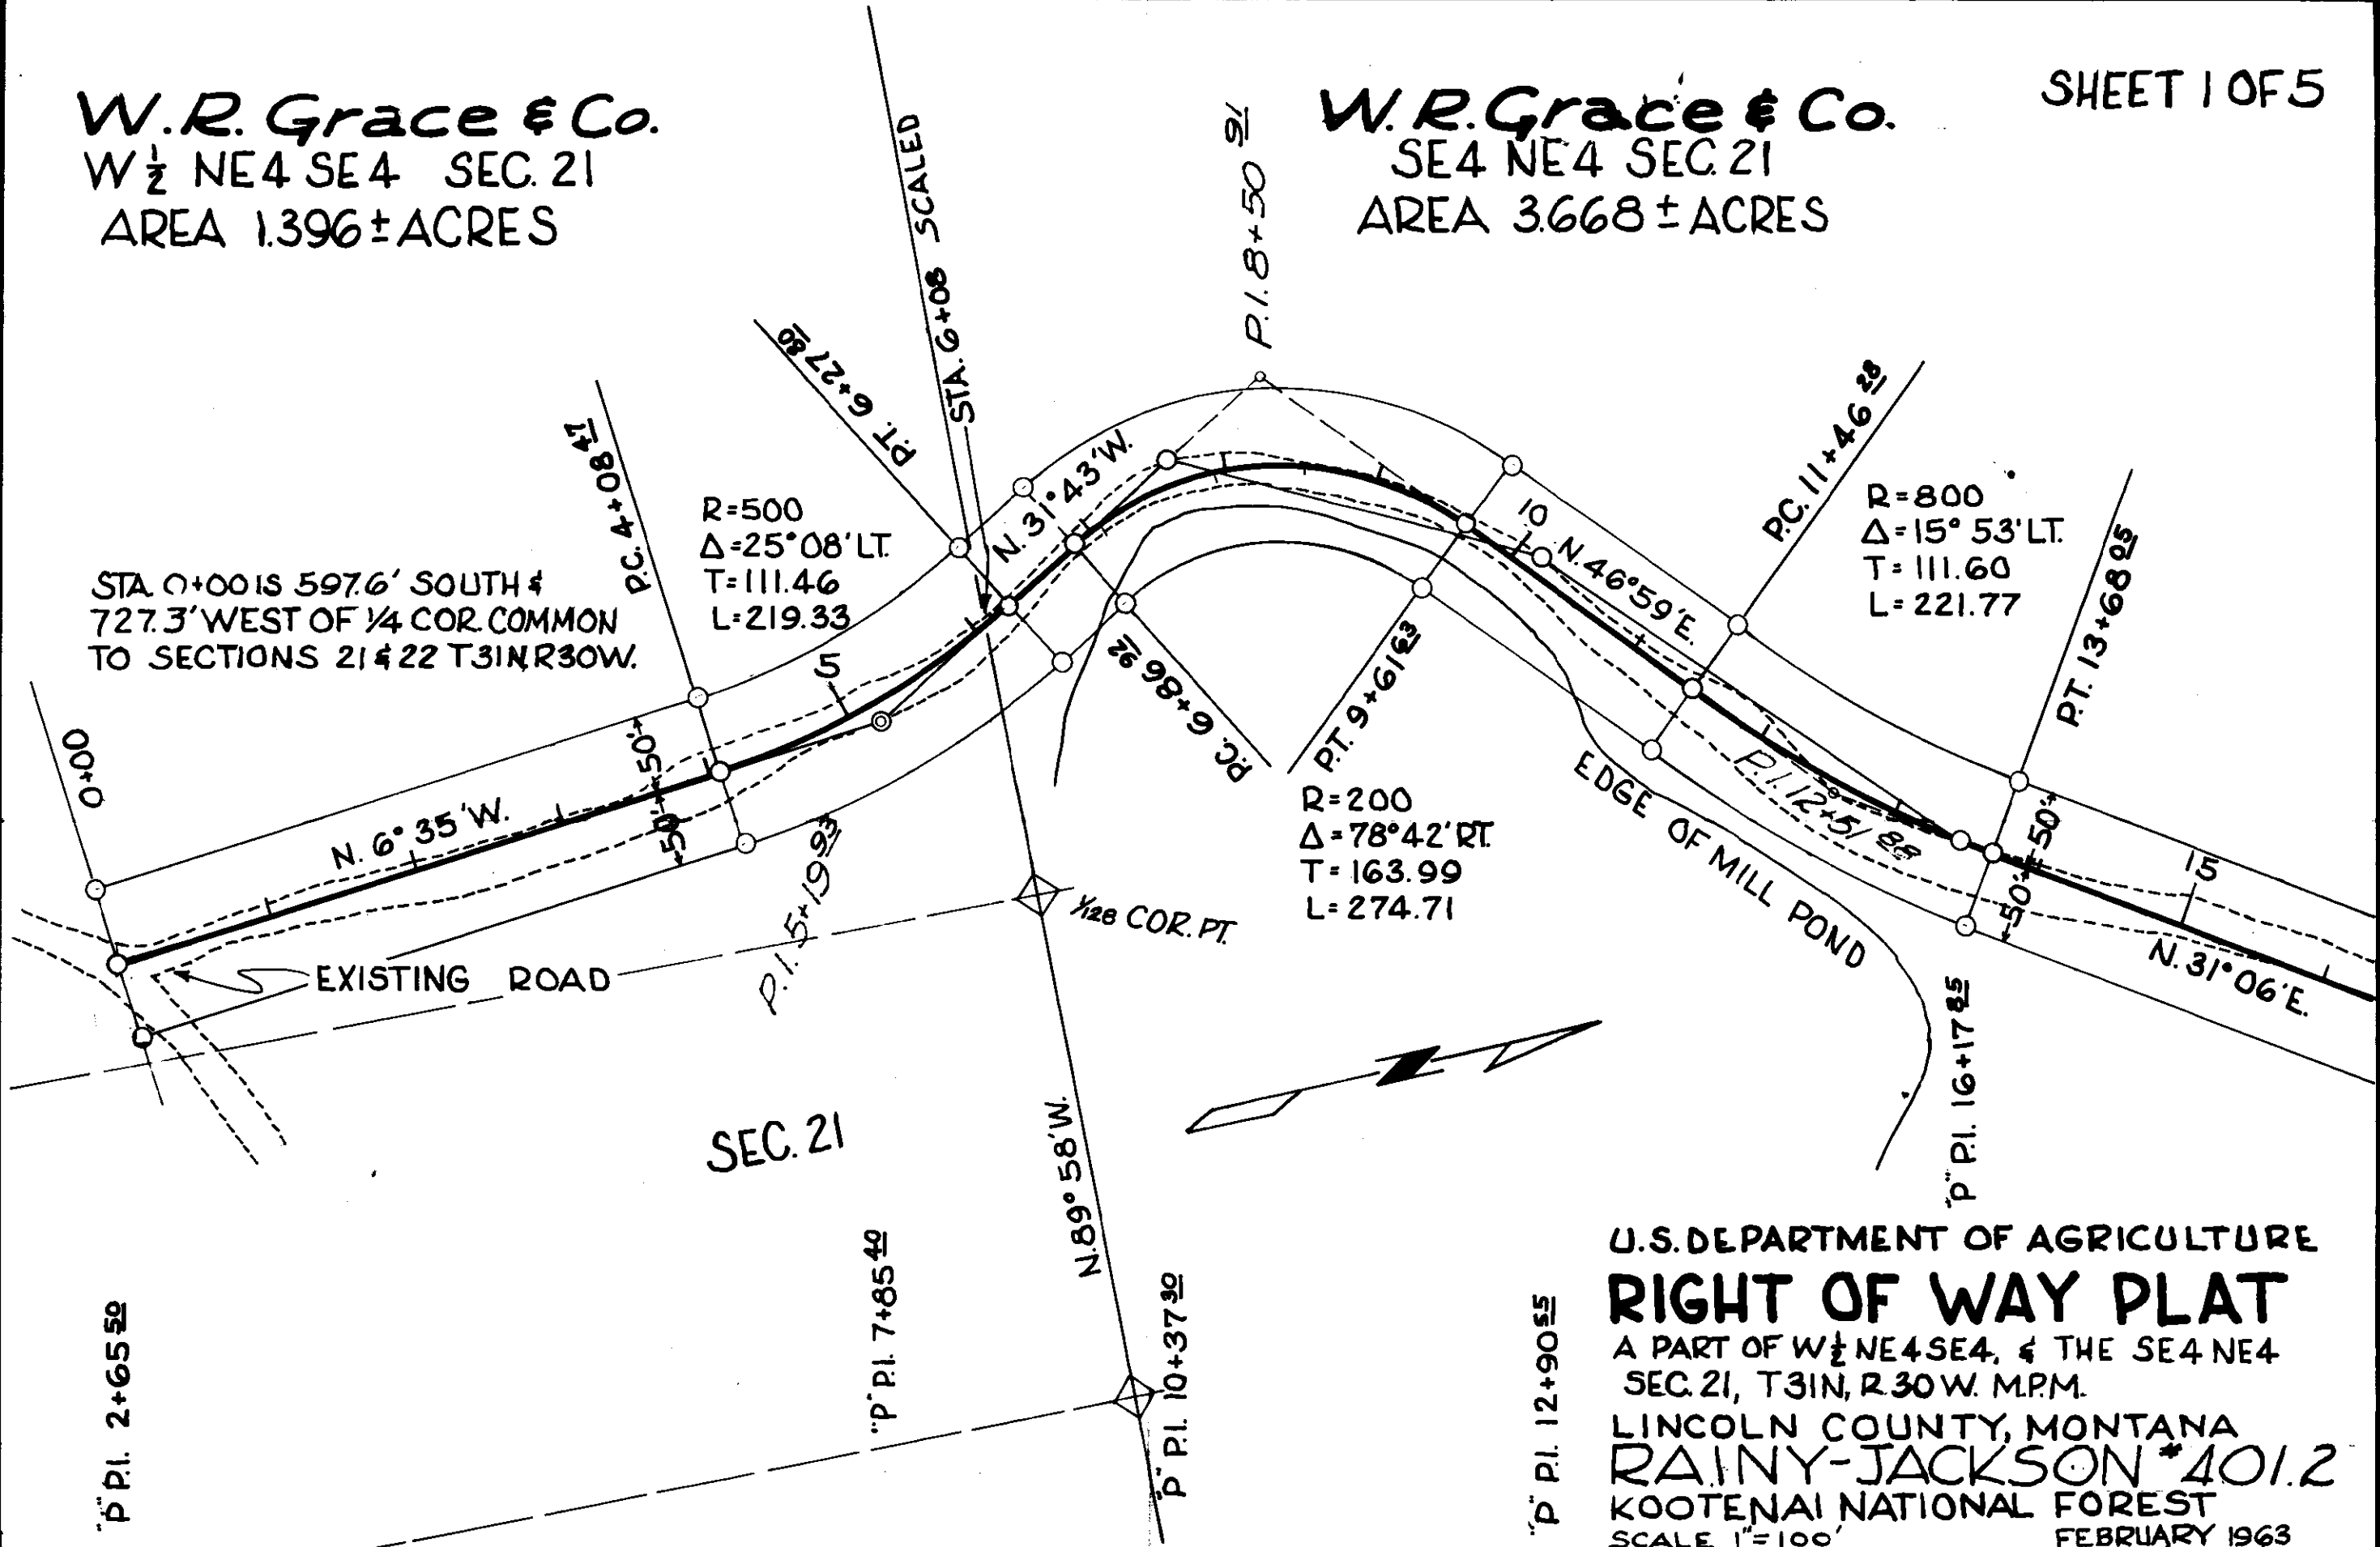 W.R. Grace & Co.
W½ NE4 SE4 SEC. 21
AREA 1.396± ACRES
W.R. Grace & Co.
SE4 NE4 SEC. 21
AREA 3.668± ACRES
SHEET 1 OF 5
STA. 0+00 IS 597.6' SOUTH &
727.3' WEST OF 1/4 COR. COMMON
TO SECTIONS 21 & 22 T31N, R30W.
0+00
P.C. 4+08 47
R=500
Δ=25°08' LT.
T=111.46
L=219.33
P.T. 6+27 80
STA. 6+08 SCALED
P.I. 8+50 91
P.C. 11+46 28
R=800
Δ=15°53' LT.
T=111.60
L=221.77
P.T. 13+68 05
N. 6°35'W.
50'
50'
5
N. 31°43'W.
10
N. 46°59'E.
P.I. 5+19 93
P.C. 6+86 92
P.T. 9+61 63
R=200
Δ=78°42' RT.
T=163.99
L=274.71
EDGE OF MILL POND
P.I. 12+51 88
50'
50'
15
N. 31°06'E.
EXISTING ROAD
1/128 COR. PT.
SEC. 21
N.89°58'W.
"P" P.I. 2+65 50
"P" P.I. 7+85 40
"P" P.I. 10+37 30
"P" P.I. 12+90 55
"P" P.I. 16+17 85
U.S. DEPARTMENT OF AGRICULTURE
RIGHT OF WAY PLAT
A PART OF W½ NE4SE4, & THE SE4 NE4
SEC. 21, T31N, R.30W. M.P.M.
LINCOLN COUNTY, MONTANA
RAINY-JACKSON #401.2
KOOTENAI NATIONAL FOREST
SCALE 1"=100' FEBRUARY 1963